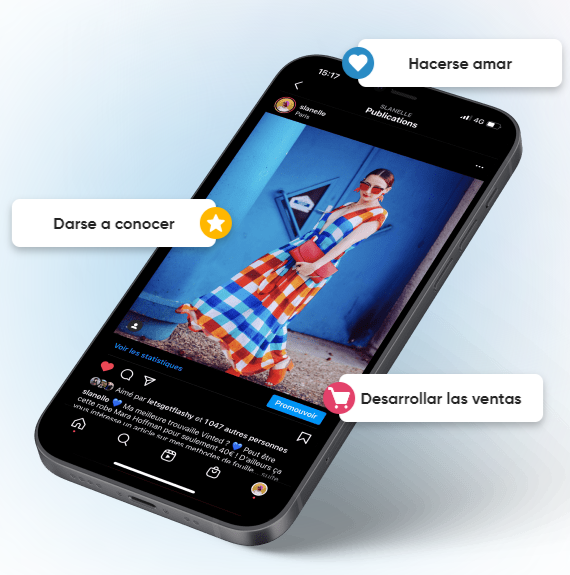 Hacerse amar
15:17
4G
SLANELLE
Publications
slanelle
Paris
Darse a conocer
Voir les statistiques
Promouvoir
Desarrollar las ventas
Aimé par letsgetflashy et 1047 autres personnes
slanelle 💙 Ma meilleure trouvaille Vinted ? 💙 Peut être
cette robe Mara Hoffman pour seulement 40€ ! D'ailleurs ça
vous intéresse un article sur mes méthodes de fouille... suite